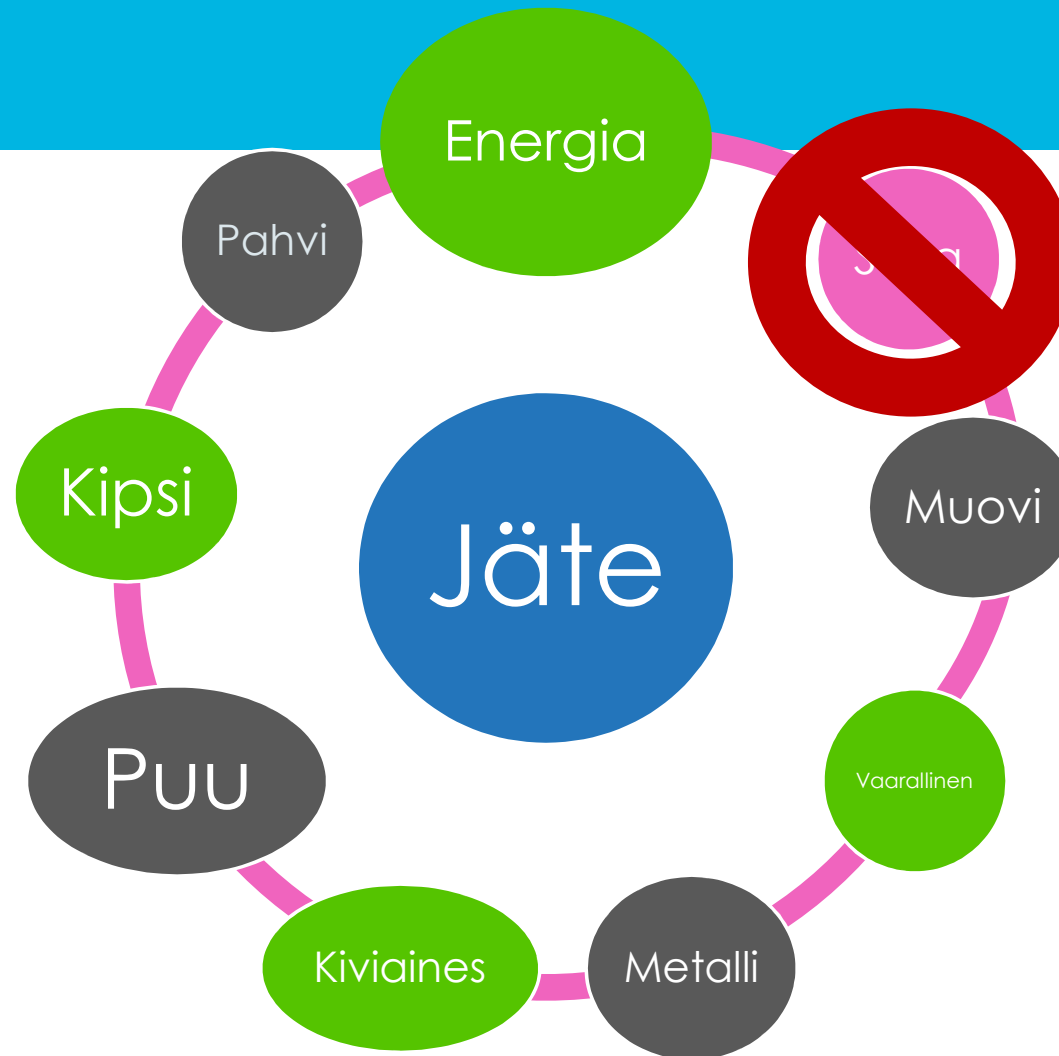 Energia
Pahvi
Muovi
Kipsi
Jäte
Puu
Vaarallinen
Kiviaines
Metalli